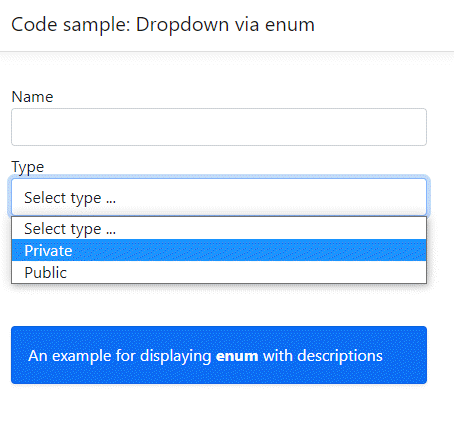 Code sample: Dropdown via enum
Name
Type
Select type ...
Select type ...
Private
Public
An example for displaying enum with descriptions